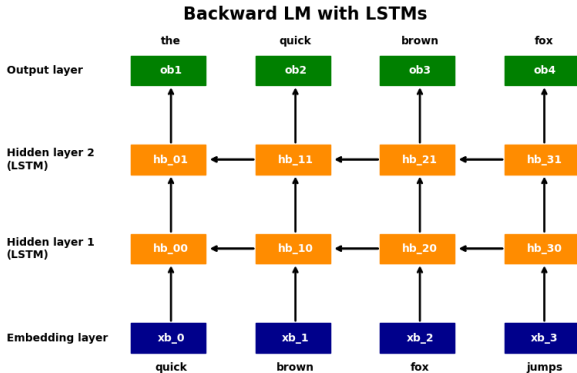 Backward LM with LSTMs
the quick brown fox
Output layer ob1 ob2 ob3 ob4
Hidden layer 2
(LSTM) hb_01 hb_11 hb_21 hb_31
Hidden layer 1
(LSTM) hb_00 hb_10 hb_20 hb_30
Embedding layer xb_0 xb_1 xb_2 xb_3
quick brown fox jumps